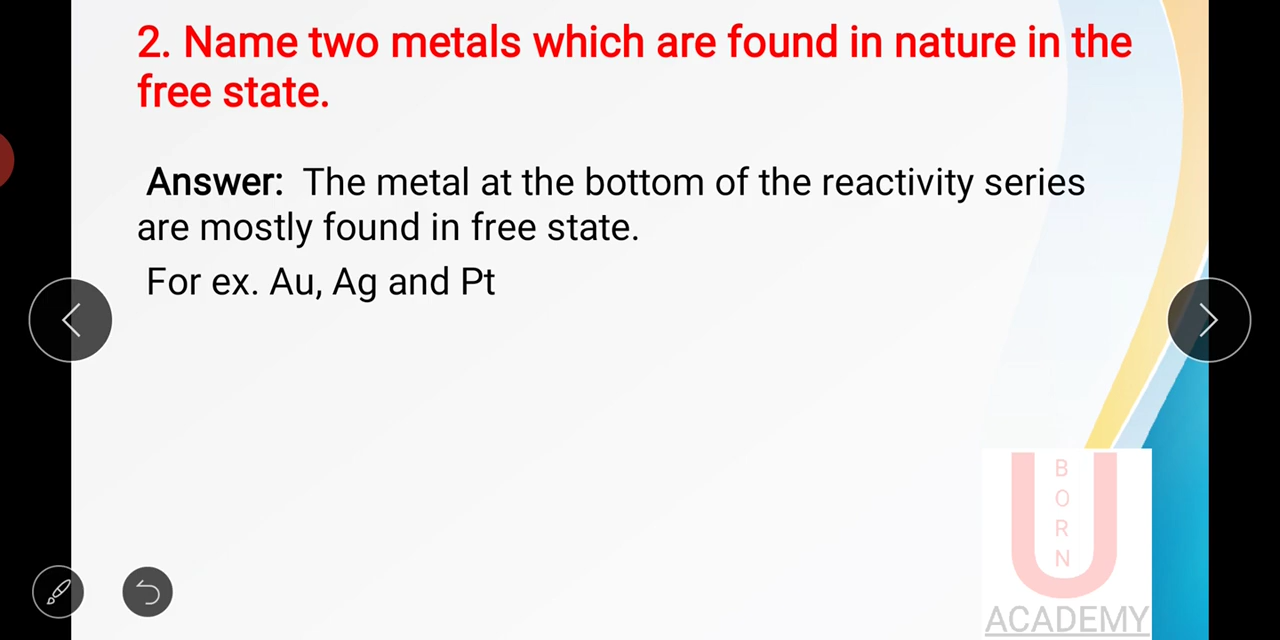 2. Name two metals which are found in nature in the
free state.
Answer: The metal at the bottom of the reactivity series
are mostly found in free state.
For ex. Au, Ag and Pt
U
BORN
ACADEMY